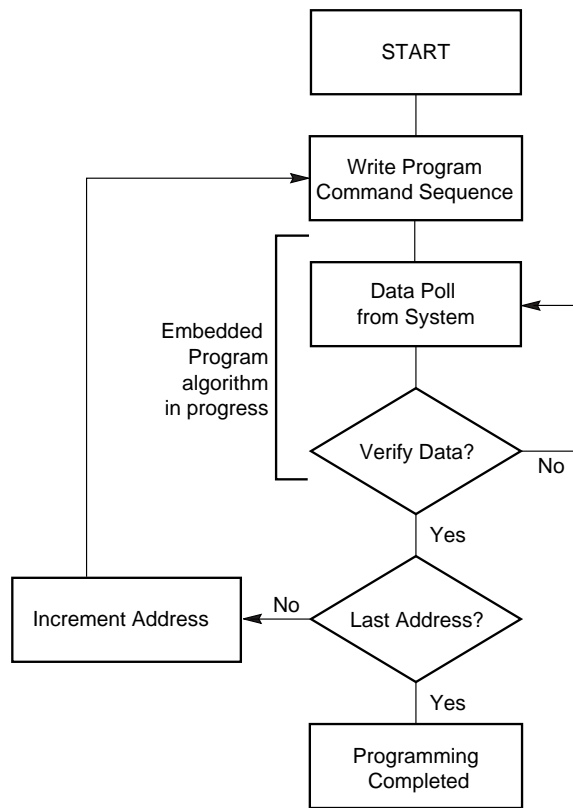 START
Write Program
Command Sequence
Data Poll
from System
Embedded
Program
algorithm
in progress
Verify Data?
No
Yes
Increment Address
No
Last Address?
Yes
Programming
Completed